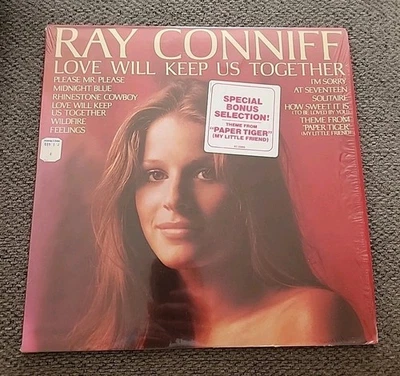 RAY CONNIFF
LOVE WILL KEEP US TOGETHER
PLEASE MR. PLEASE
MIDNIGHT BLUE
RHINESTONE COWBOY
LOVE WILL KEEP
US TOGETHER
WILDFIRE
FEELINGS
SPECIAL
BONUS
SELECTION!
THEME FROM
"PAPER TIGER"
(MY LITTLE FRIEND)
I'M SORRY
AT SEVENTEEN
SOLITAIRE
HOW SWEET IT IS
(TO BE LOVED BY YOU)
THEME FROM
"PAPER TIGER"
(MY LITTLE FRIEND)